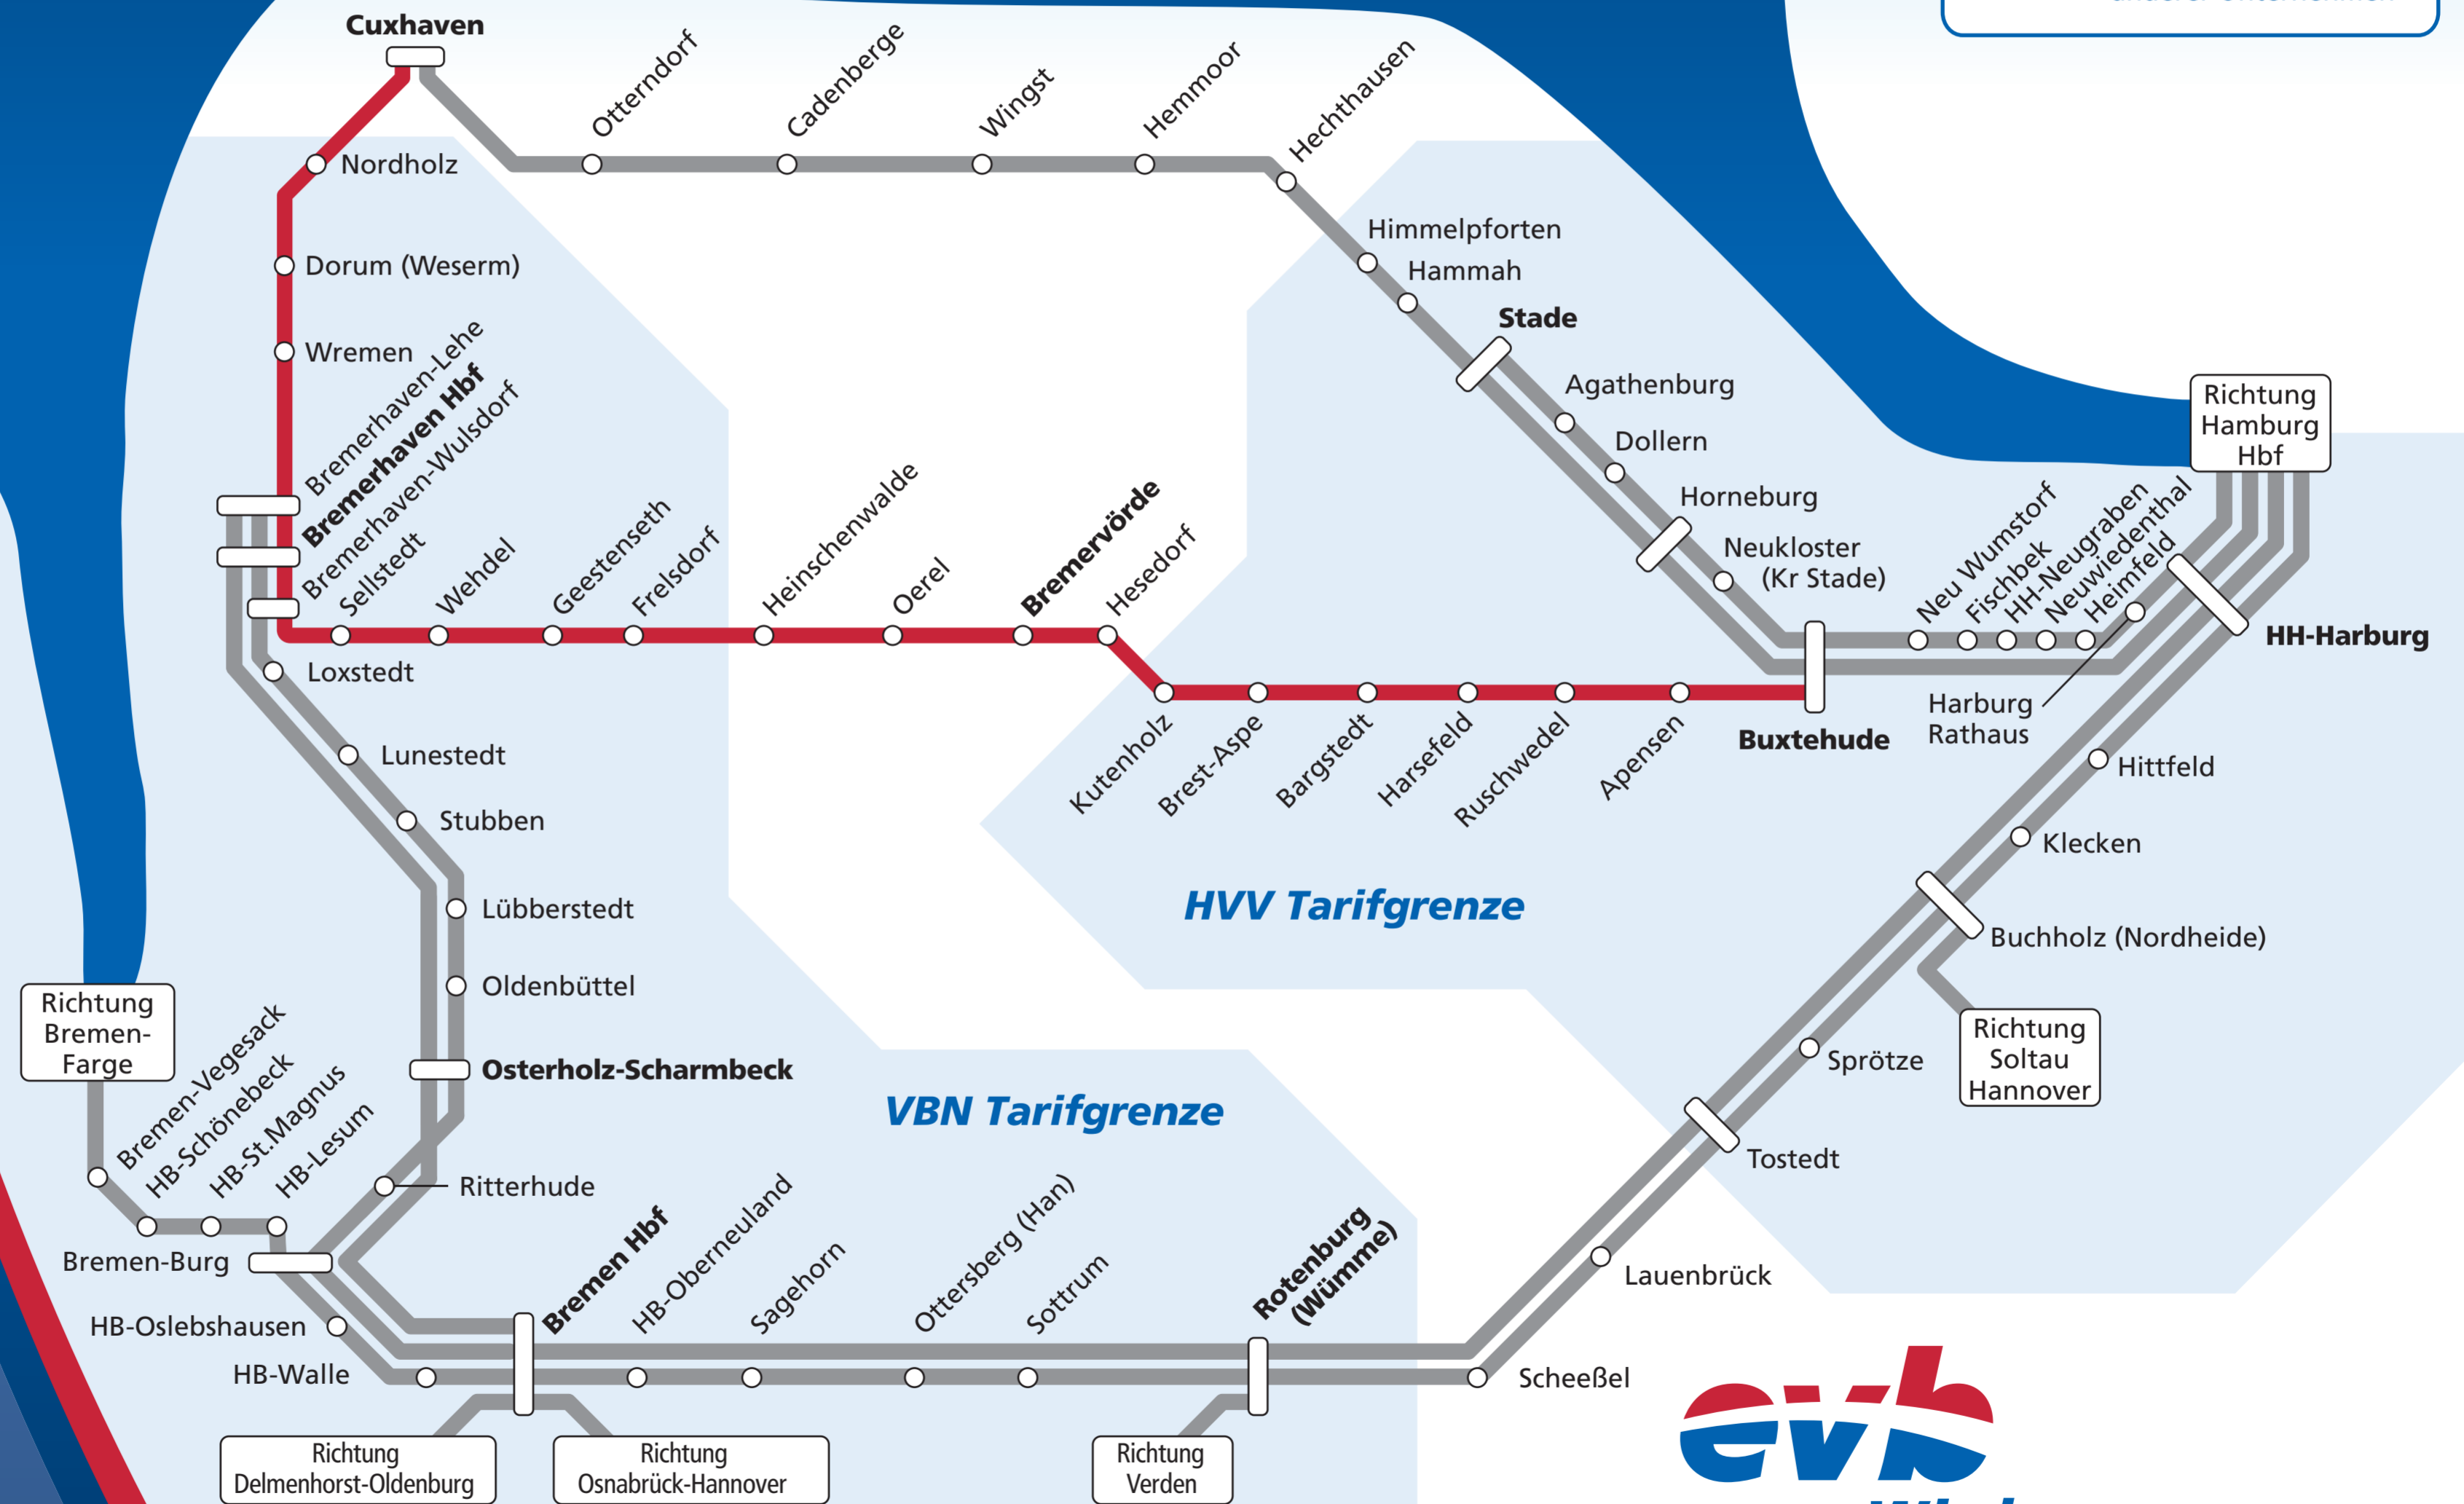 Cuxhaven
Otterndorf
Cadenberge
Wingst
Hemmoor
Hechthausen
Nordholz
Dorum (Weserm)
Wremen
Bremerhaven-Lehe
Bremerhaven Hbf
Bremerhaven-Wulsdorf
Sellstedt
Wehdel
Geestenseth
Frelsdorf
Heinschenwalde
Oerel
Bremervörde
Hesedorf
Kutenholz
Brest-Aspe
Bargstedt
Harsefeld
Ruschwedel
Apensen
Buxtehude
Himmelpforten
Hammah
Stade
Agathenburg
Dollern
Horneburg
Neukloster
(Kr Stade)
Neu Wumstorf
Fischbek
HH-Neugraben
Neuwiedenthal
Heimfeld
Harburg
Rathaus
Richtung
Hamburg
Hbf
HH-Harburg
Hittfeld
Klecken
Buchholz (Nordheide)
Richtung
Soltau
Hannover
Sprötze
Tostedt
Lauenbrück
Scheeßel
HVV Tarifgrenze
VBN Tarifgrenze
Loxstedt
Lunestedt
Stubben
Lübberstedt
Oldenbüttel
Osterholz-Scharmbeck
Ritterhude
Richtung
Bremen-
Farge
Bremen-Vegesack
HB-Schönebeck
HB-St.Magnus
HB-Lesum
Bremen-Burg
HB-Oslebshausen
HB-Walle
Bremen Hbf
HB-Oberneuland
Sagehorn
Ottersberg (Han)
Sottrum
Rotenburg
(Wümme)
Richtung
Delmenhorst-Oldenburg
Richtung
Osnabrück-Hannover
Richtung
Verden
evb